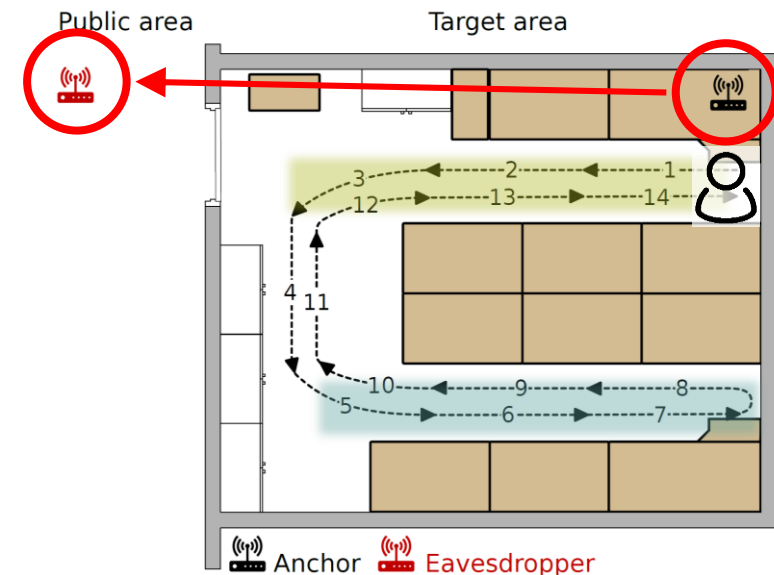 Public area
Target area
3 2 1
12 13 14
4 11
10 9 8
5 6 7
Anchor Eavesdropper